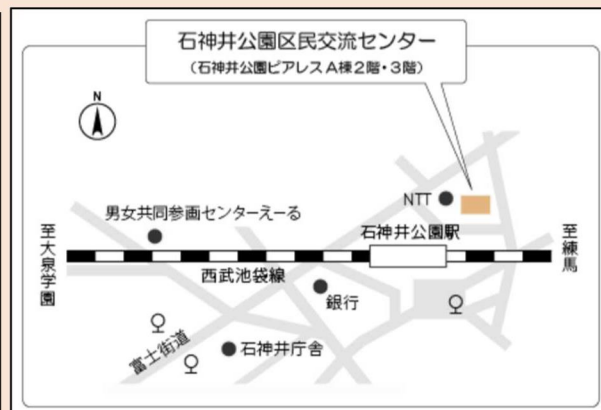 石神井公園区民交流センター
(石神井公園ピアレスA棟2階・3階)
N
NTT
男女共同参画センターえーる
石神井公園駅
至大泉学園
至練馬
西武池袋線
銀行
富士街道
石神井庁舎